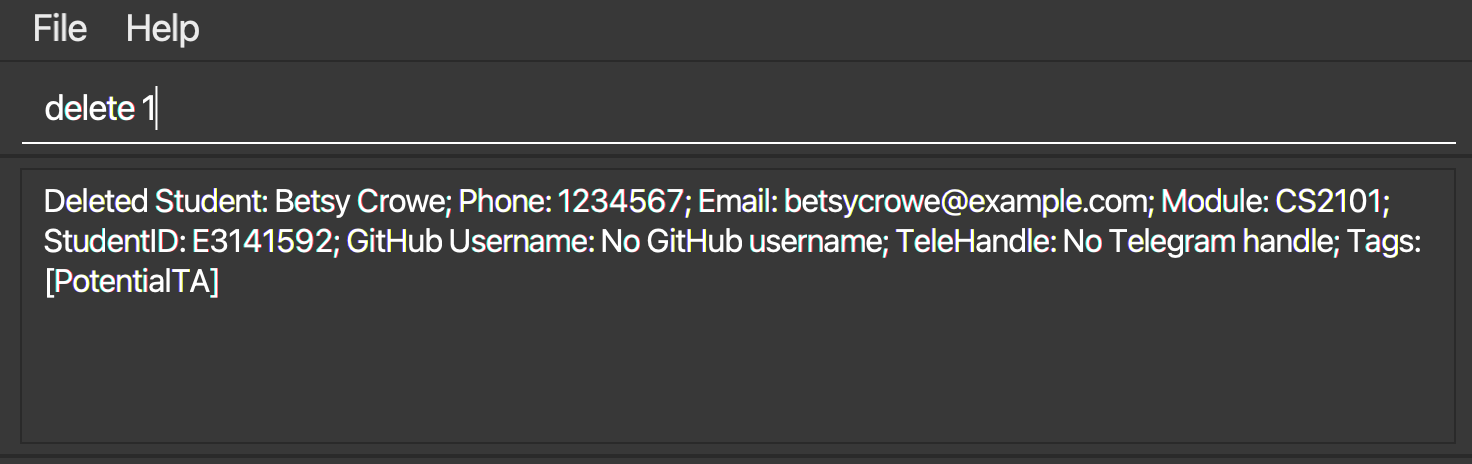 File Help
delete 1
Deleted Student: Betsy Crowe; Phone: 1234567; Email: betsycrowe@example.com; Module: CS2101;
StudentID: E3141592; GitHub Username: No GitHub username; TeleHandle: No Telegram handle; Tags:
[PotentialTA]